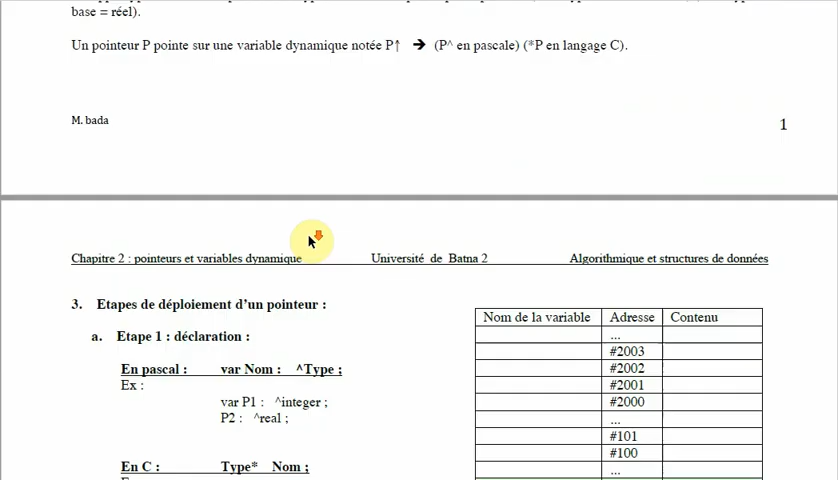 base = réel).
Un pointeur P pointe sur une variable dynamique notée P↑ ➔ (P^ en pascale) (*P en langage C).
M. bada
1
Chapitre 2 : pointeurs et variables dynamique Université de Batna 2 Algorithmique et structures de données
3. Etapes de déploiement d’un pointeur :
a. Etape 1 : déclaration :
En pascal : var Nom : ^Type ;
Ex :
var P1 : ^integer ;
P2 : ^real ;
En C : Type* Nom ;
Nom de la variable Adresse Contenu
...
#2003
#2002
#2001
#2000
...
#101
#100
...